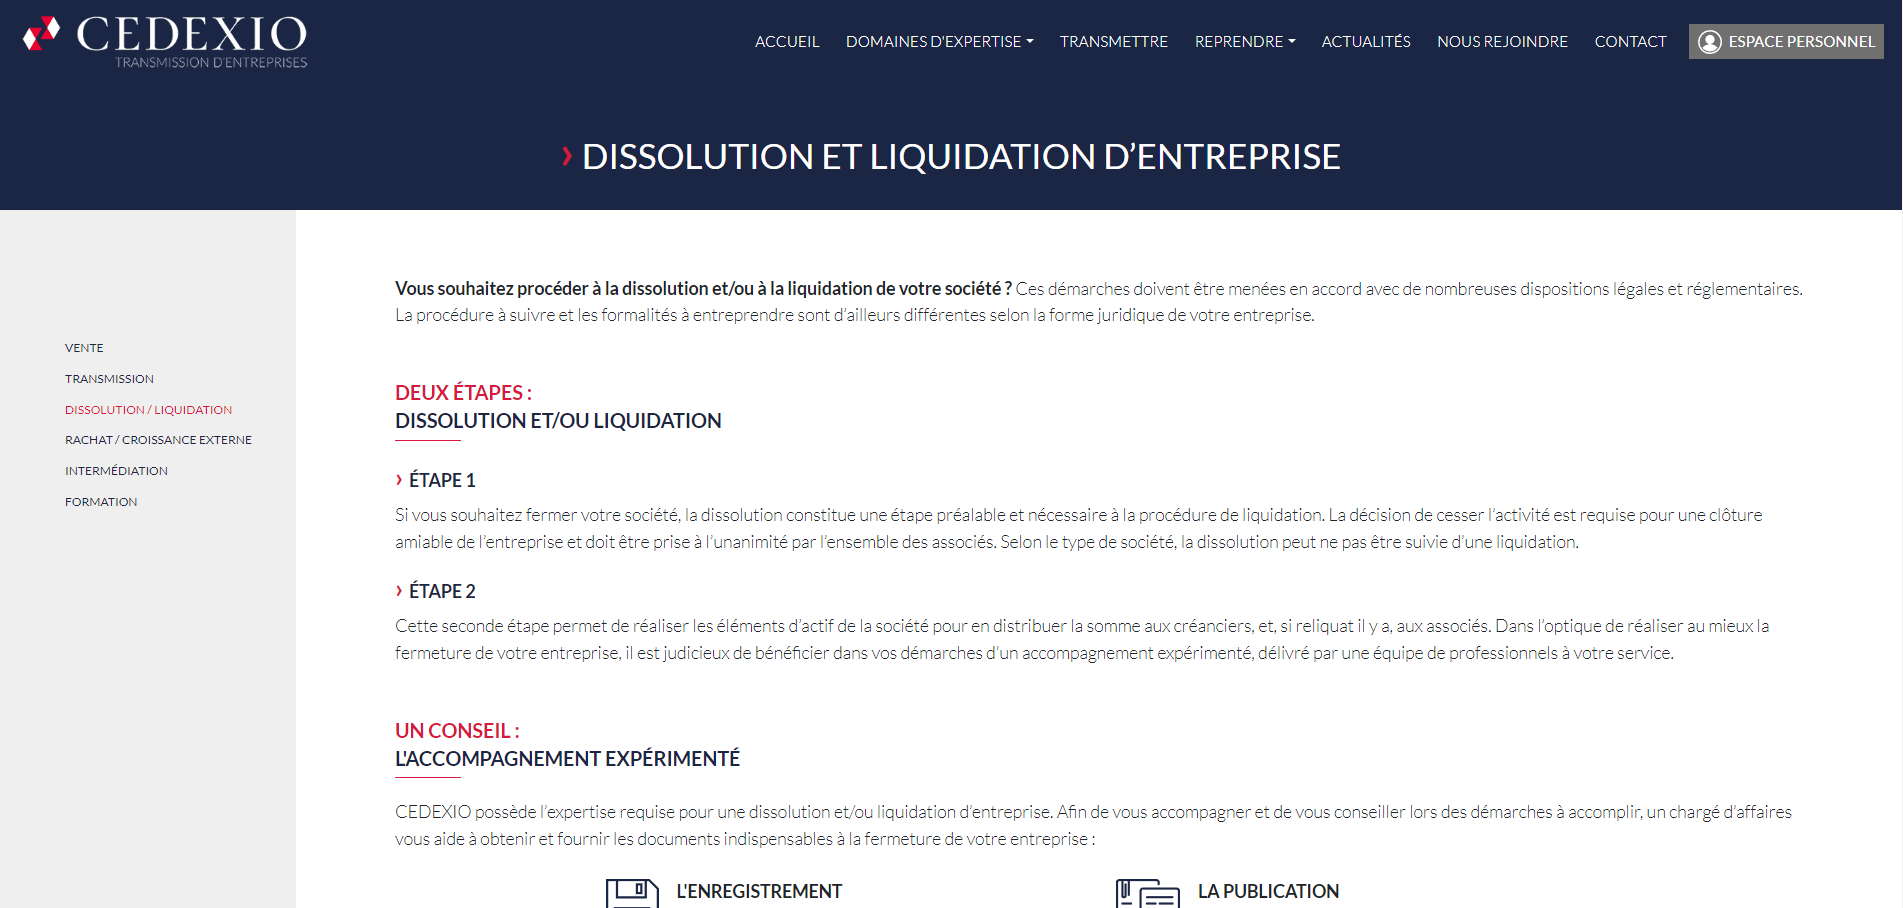 CEDEXIO
TRANSMISSION D'ENTREPRISES
ACCUEIL DOMAINES D'EXPERTISE TRANSMETTRE REPRENDRE ACTUALITÉS NOUS REJOINDRE CONTACT ESPACE PERSONNEL
› DISSOLUTION ET LIQUIDATION D’ENTREPRISE
VENTE
TRANSMISSION
DISSOLUTION / LIQUIDATION
RACHAT / CROISSANCE EXTERNE
INTERMÉDIATION
FORMATION
Vous souhaitez procéder à la dissolution et/ou à la liquidation de votre société ? Ces démarches doivent être menées en accord avec de nombreuses dispositions légales et réglementaires.
La procédure à suivre et les formalités à entreprendre sont d’ailleurs différentes selon la forme juridique de votre entreprise.
DEUX ÉTAPES :
DISSOLUTION ET/OU LIQUIDATION
› ÉTAPE 1
Si vous souhaitez fermer votre société, la dissolution constitue une étape préalable et nécessaire à la procédure de liquidation. La décision de cesser l’activité est requise pour une clôture
amiable de l’entreprise et doit être prise à l’unanimité par l’ensemble des associés. Selon le type de société, la dissolution peut ne pas être suivie d’une liquidation.
› ÉTAPE 2
Cette seconde étape permet de réaliser les éléments d’actif de la société pour en distribuer la somme aux créanciers, et, si reliquat il y a, aux associés. Dans l’optique de réaliser au mieux la
fermeture de votre entreprise, il est judicieux de bénéficier dans vos démarches d’un accompagnement expérimenté, délivré par une équipe de professionnels à votre service.
UN CONSEIL :
L'ACCOMPAGNEMENT EXPÉRIMENTÉ
CEDEXIO possède l’expertise requise pour une dissolution et/ou liquidation d’entreprise. Afin de vous accompagner et de vous conseiller lors des démarches à accomplir, un chargé d’affaires
vous aide à obtenir et fournir les documents indispensables à la fermeture de votre entreprise :
L'ENREGISTREMENT
LA PUBLICATION